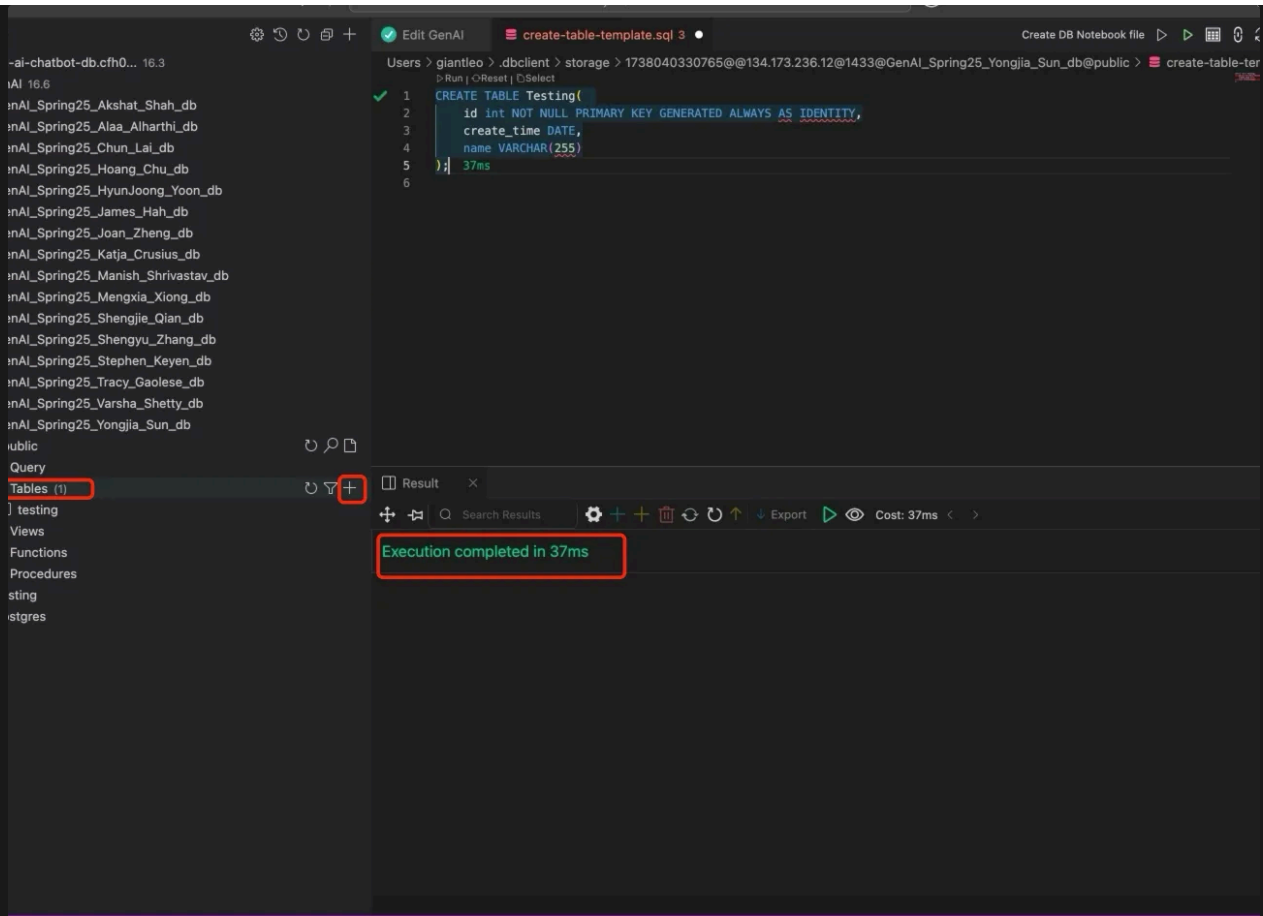 Edit GenAI
create-table-template.sql 3
Create DB Notebook file
-ai-chatbot-db.cfh0... 16.3
AI 16.6
enAI_Spring25_Akshat_Shah_db
enAI_Spring25_Alaa_Alharthi_db
enAI_Spring25_Chun_Lai_db
enAI_Spring25_Hoang_Chu_db
enAI_Spring25_HyunJoong_Yoon_db
enAI_Spring25_James_Hah_db
enAI_Spring25_Joan_Zheng_db
enAI_Spring25_Katja_Crusius_db
enAI_Spring25_Manish_Shrivastav_db
enAI_Spring25_Mengxia_Xiong_db
enAI_Spring25_Shengjie_Qian_db
enAI_Spring25_Shengyu_Zhang_db
enAI_Spring25_Stephen_Keyen_db
enAI_Spring25_Tracy_Gaolese_db
enAI_Spring25_Varsha_Shetty_db
enAI_Spring25_Yongjia_Sun_db
public
Query
Tables (1)
testing
Views
Functions
Procedures
sting
stgres
Users > giantleo > .dbclient > storage > 1738040330765@@134.173.236.12@1433@GenAI_Spring25_Yongjia_Sun_db@public > create-table-ter
Run | Reset | Select
1 CREATE TABLE Testing(
2 id int NOT NULL PRIMARY KEY GENERATED ALWAYS AS IDENTITY,
3 create_time DATE,
4 name VARCHAR(255)
5 ); 37ms
6
Result
Search Results
Export
Cost: 37ms
Execution completed in 37ms